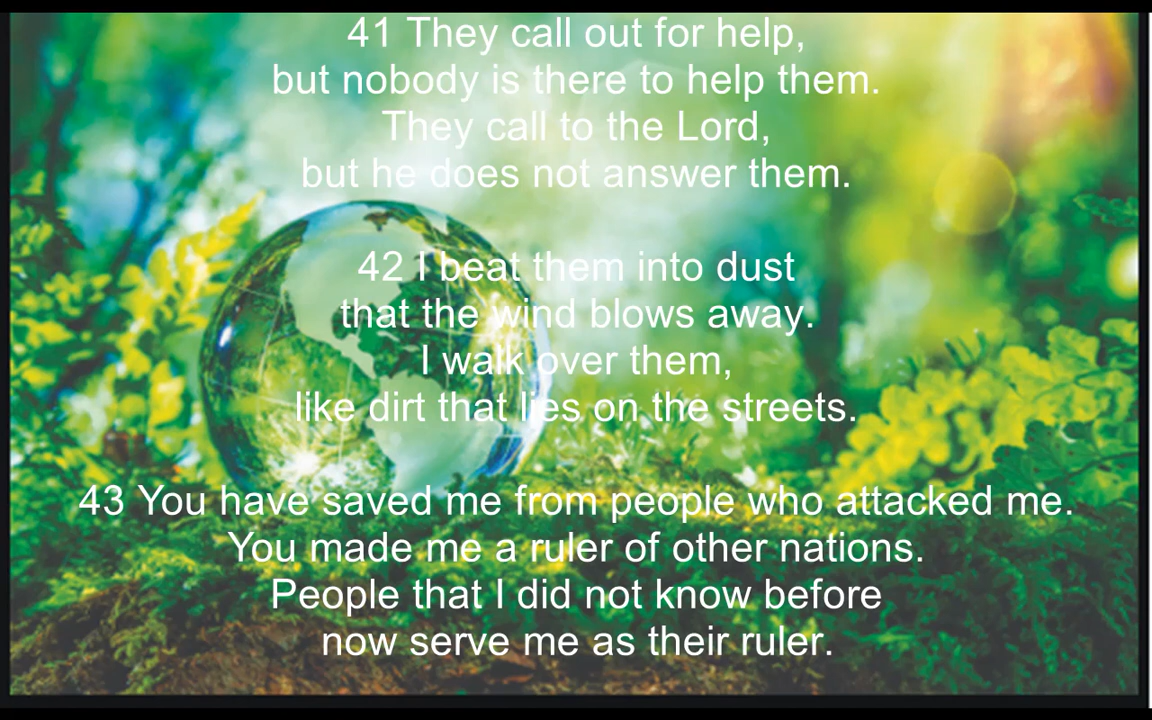 41 They call out for help,
but nobody is there to help them.
They call to the Lord,
but he does not answer them.
42 I beat them into dust
that the wind blows away.
I walk over them,
like dirt that lies on the streets.
43 You have saved me from people who attacked me.
You made me a ruler of other nations.
People that I did not know before
now serve me as their ruler.